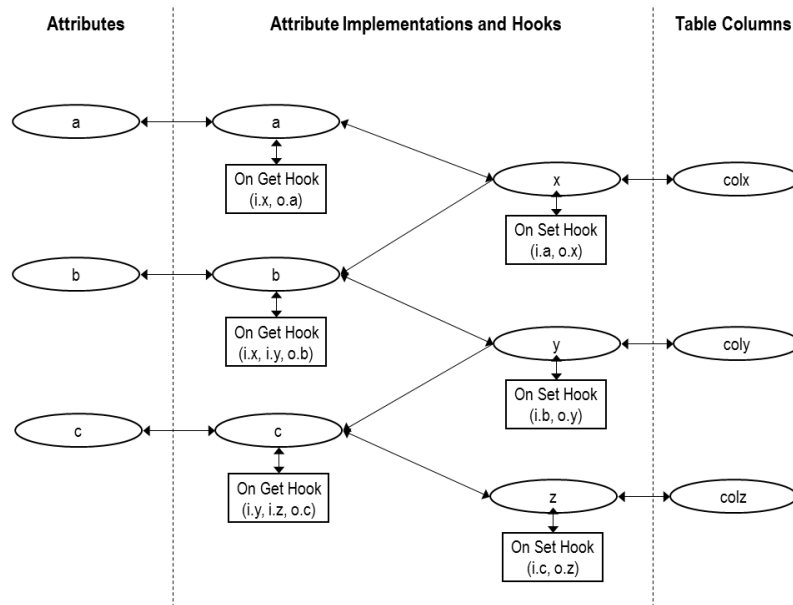 Attributes
Attribute Implementations and Hooks
Table Columns
a
a
On Get Hook
(i.x, o.a)
x
colx
On Set Hook
(i.a, o.x)
b
b
On Get Hook
(i.x, i.y, o.b)
y
coly
On Set Hook
(i.b, o.y)
c
c
On Get Hook
(i.y, i.z, o.c)
z
colz
On Set Hook
(i.c, o.z)